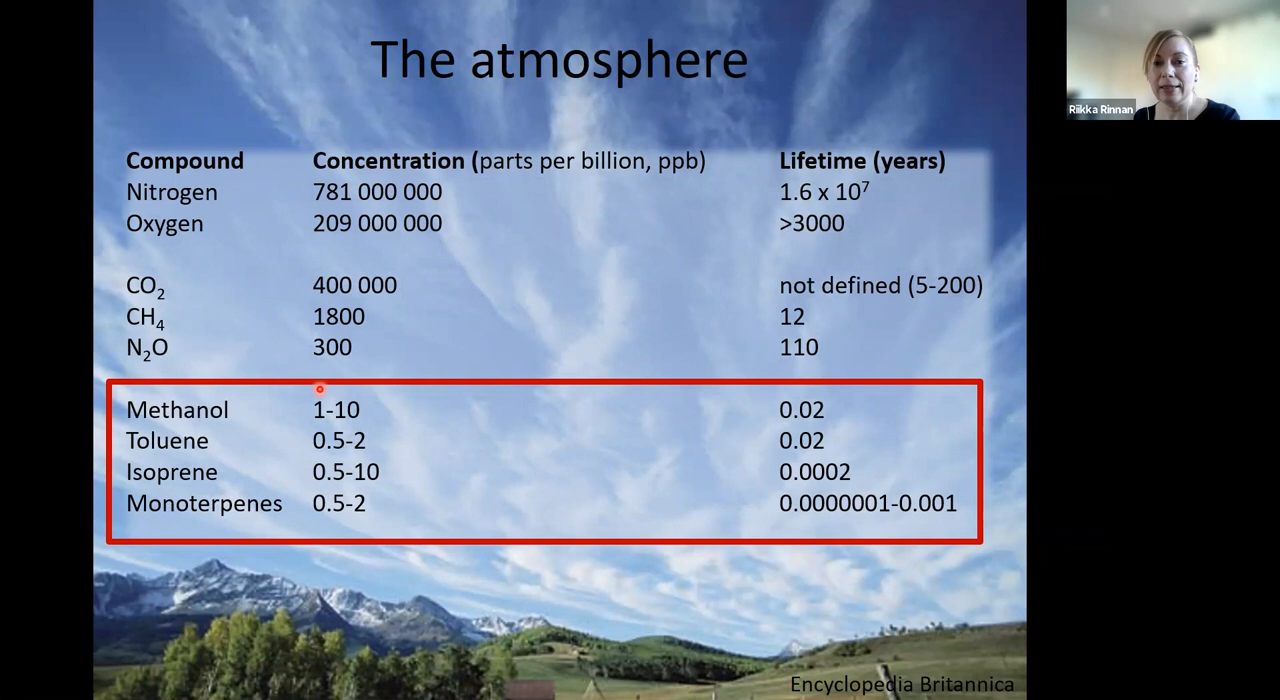 The atmosphere
Riikka Rinnan
Compound Concentration (parts per billion, ppb) Lifetime (years)
Nitrogen 781 000 000 1.6 x 10⁷
Oxygen 209 000 000 >3000
CO₂ 400 000 not defined (5-200)
CH₄ 1800 12
N₂O 300 110
Methanol 1-10 0.02
Toluene 0.5-2 0.02
Isoprene 0.5-10 0.0002
Monoterpenes 0.5-2 0.0000001-0.001
Encyclopedia Britannica